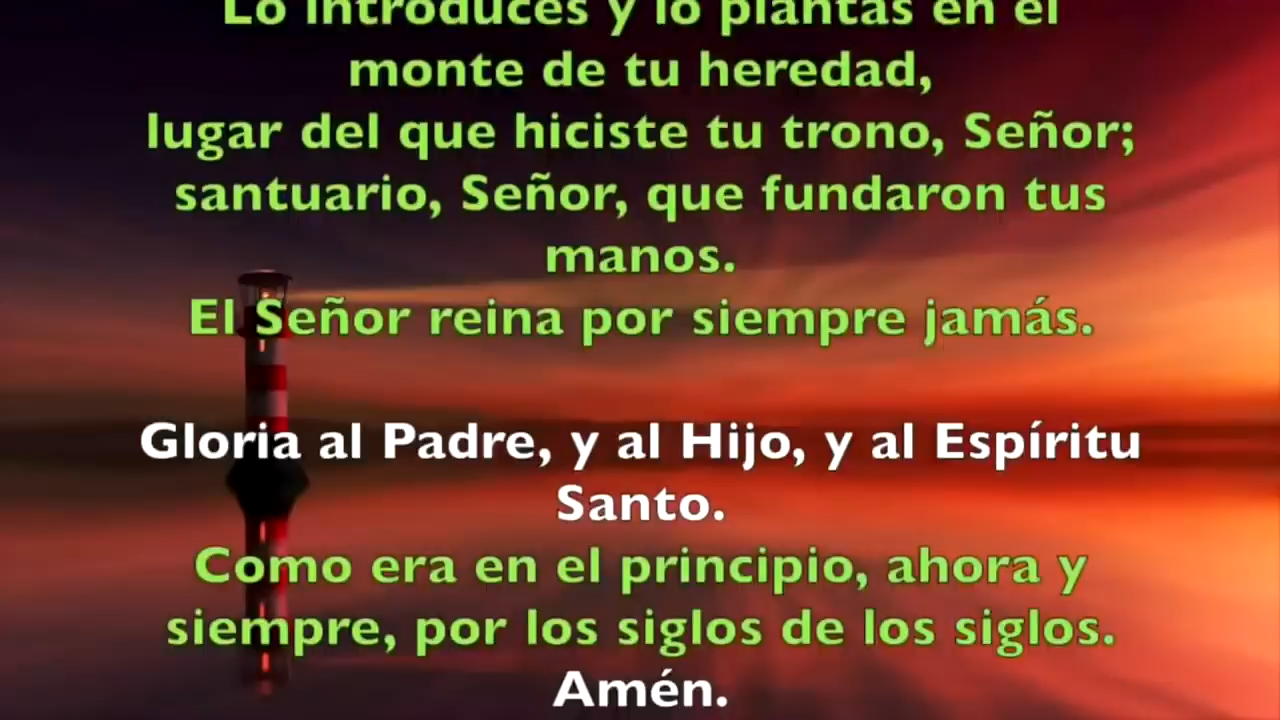 Lo introduces y lo plantas en el
monte de tu heredad,
lugar del que hiciste tu trono, Señor;
santuario, Señor, que fundaron tus
manos.
El Señor reina por siempre jamás.
Gloria al Padre, y al Hijo, y al Espíritu
Santo.
Como era en el principio, ahora y
siempre, por los siglos de los siglos.
Amén.